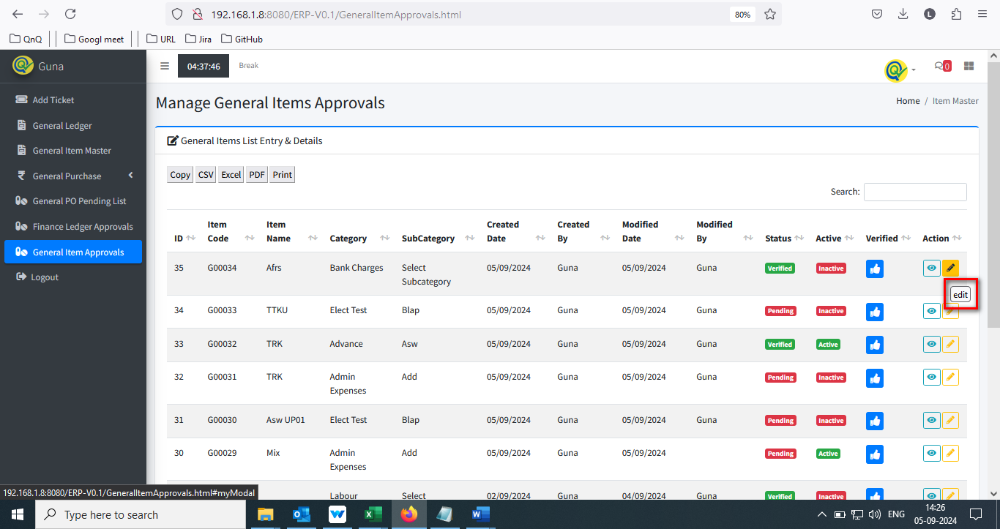 192.168.1.8:8080/ERP-V0.1/GeneralItemApprovals.html 80% L
QnQ Googl meet URL Jira GitHub
Guna 04:37:46 Break 0
Manage General Items Approvals Home / Item Master
Add Ticket
General Ledger
General Item Master
General Purchase
General PO Pending List
Finance Ledger Approvals
General Item Approvals
Logout
General Items List Entry & Details
Copy CSV Excel PDF Print
Search:
ID Item Code Item Name Category SubCategory Created Date Created By Modified Date Modified By Status Active Verified Action
35 G00034 Afrs Bank Charges Select Subcategory 05/09/2024 Guna 05/09/2024 Guna Verified Inactive
edit
34 G00033 TTKU Elect Test Blap 05/09/2024 Guna 05/09/2024 Guna Pending Inactive
33 G00032 TRK Advance Asw 05/09/2024 Guna 05/09/2024 Guna Verified Active
32 G00031 TRK Admin Expenses Add 05/09/2024 Guna 05/09/2024 Guna Pending Inactive
31 G00030 Asw UP01 Elect Test Blap 05/09/2024 Guna 05/09/2024 Guna Pending Inactive
30 G00029 Mix Admin Expenses Add 05/09/2024 Guna 05/09/2024 Pending Active
Labour Select 02/09/2024 04/09/2024 Verified Inactive
192.168.1.8:8080/ERP-V0.1/GeneralItemApprovals.html#myModal
Type here to search ENG 14:26
05-09-2024